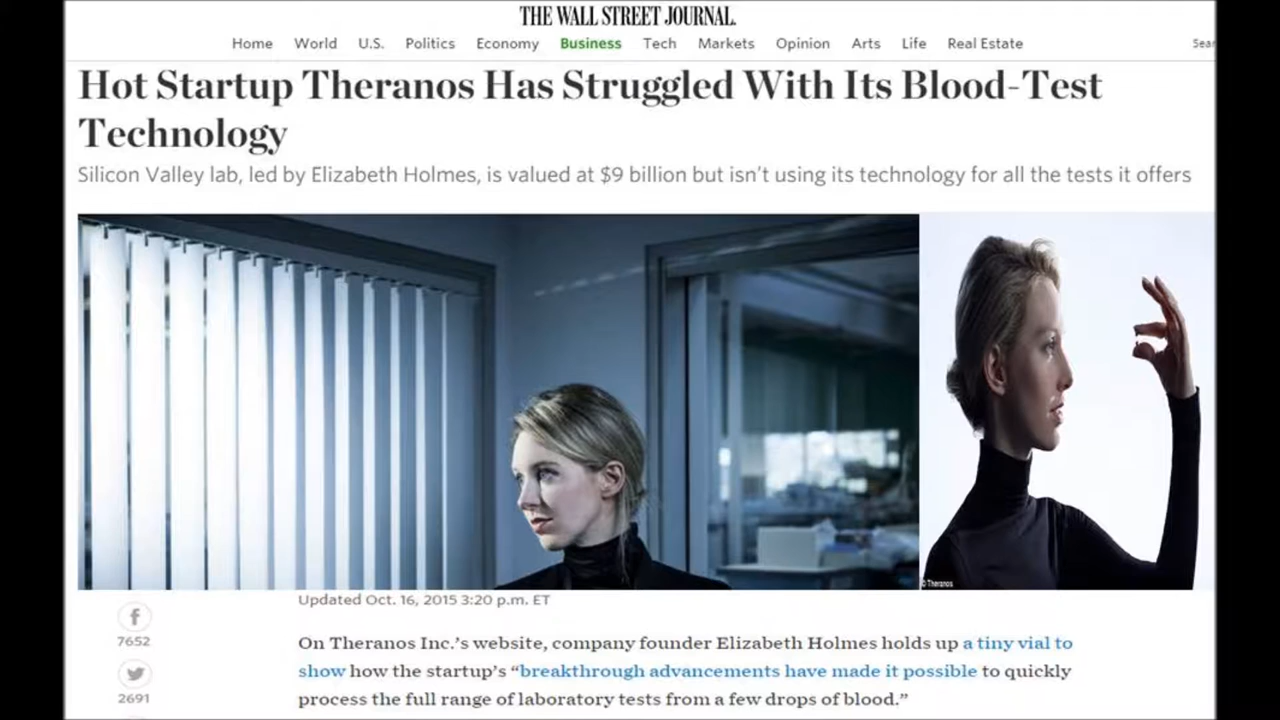 THE WALL STREET JOURNAL.
Home World U.S. Politics Economy Business Tech Markets Opinion Arts Life Real Estate
Hot Startup Theranos Has Struggled With Its Blood-Test
Technology
Silicon Valley lab, led by Elizabeth Holmes, is valued at $9 billion but isn't using its technology for all the tests it offers
© Theranos
Updated Oct. 16, 2015 3:20 p.m. ET
7652
2691
On Theranos Inc.'s website, company founder Elizabeth Holmes holds up a tiny vial to
show how the startup's “breakthrough advancements have made it possible to quickly
process the full range of laboratory tests from a few drops of blood.”